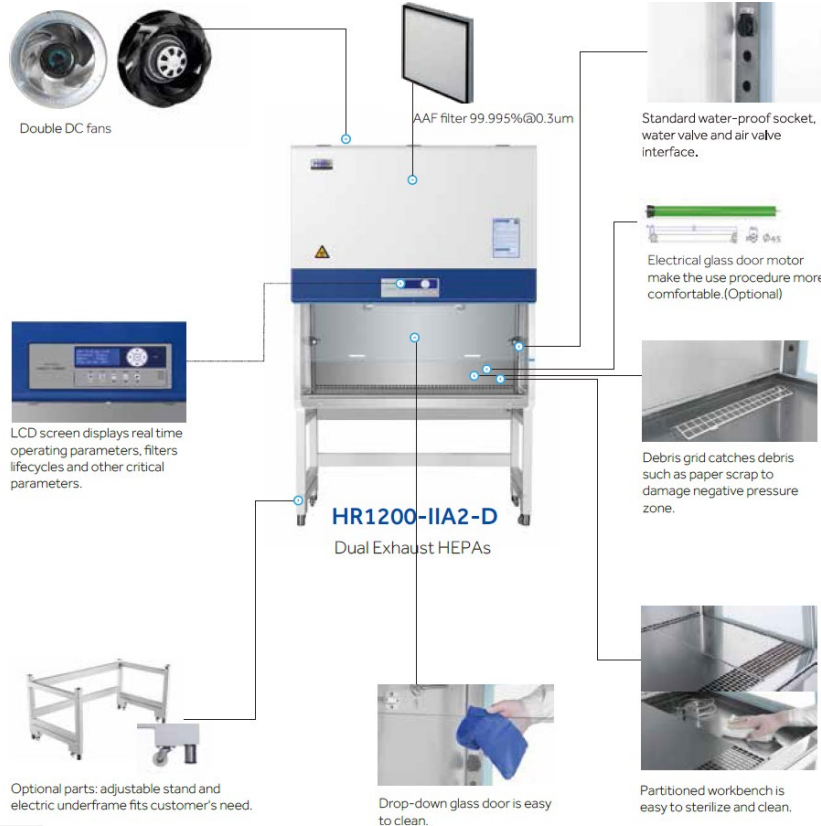 Double DC fans
AAF filter 99.995%@0.3um
Standard water-proof socket,
water valve and air valve
interface.
Electrical glass door motor
make the use procedure more
comfortable.(Optional)
LCD screen displays real time
operating parameters, filters
lifecycles and other critical
parameters.
Debris grid catches debris
such as paper scrap to
damage negative pressure
zone.
HR1200-IIA2-D
Dual Exhaust HEPAs
Optional parts: adjustable stand and
electric underframe fits customer's need.
Drop-down glass door is easy
to clean.
Partitioned workbench is
easy to sterilize and clean.